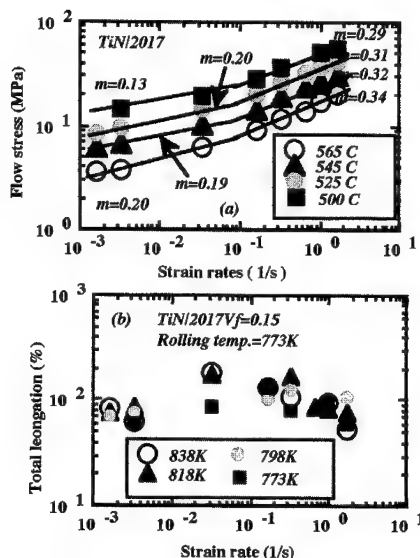 TiN/2017
m=0.29
m=0.20
m=0.31
m=0.13
m=0.32
m=0.34
m=0.19
m=0.20
(a)
565 C
545 C
525 C
500 C
Flow stress (MPa)
10 2
10 1
10 0
10 -3 10 -2 10 -1 10 0 10 1
Strain rates (1/s)
(b) TiN/2017Vf=0.15
Rolling temp.=773K
838K 798K
818K 773K
Total leongation (%)
10 3
10 2
10 1
10 -3 10 -2 10 -1 10 0 10 1
Strain rate (1/s)